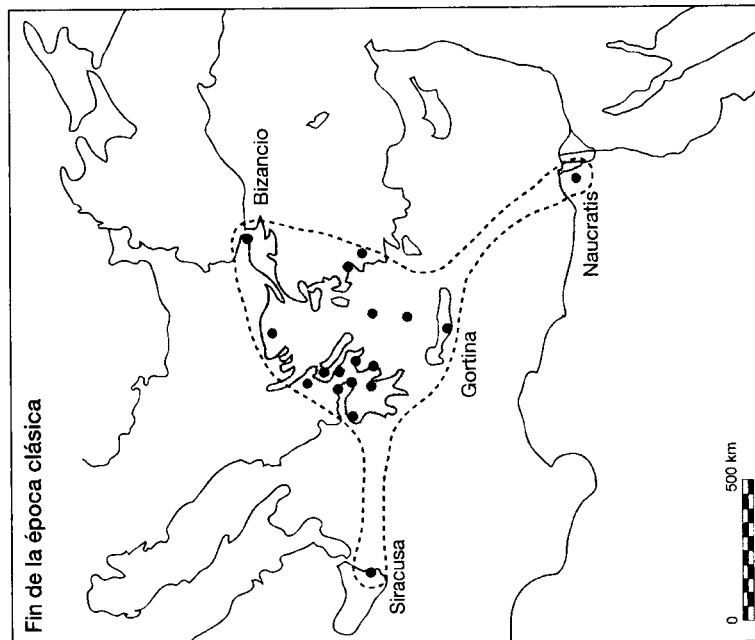 Fin de la época clásica
Bizancio
Siracusa
Gortina
Naucratis
0
500 km